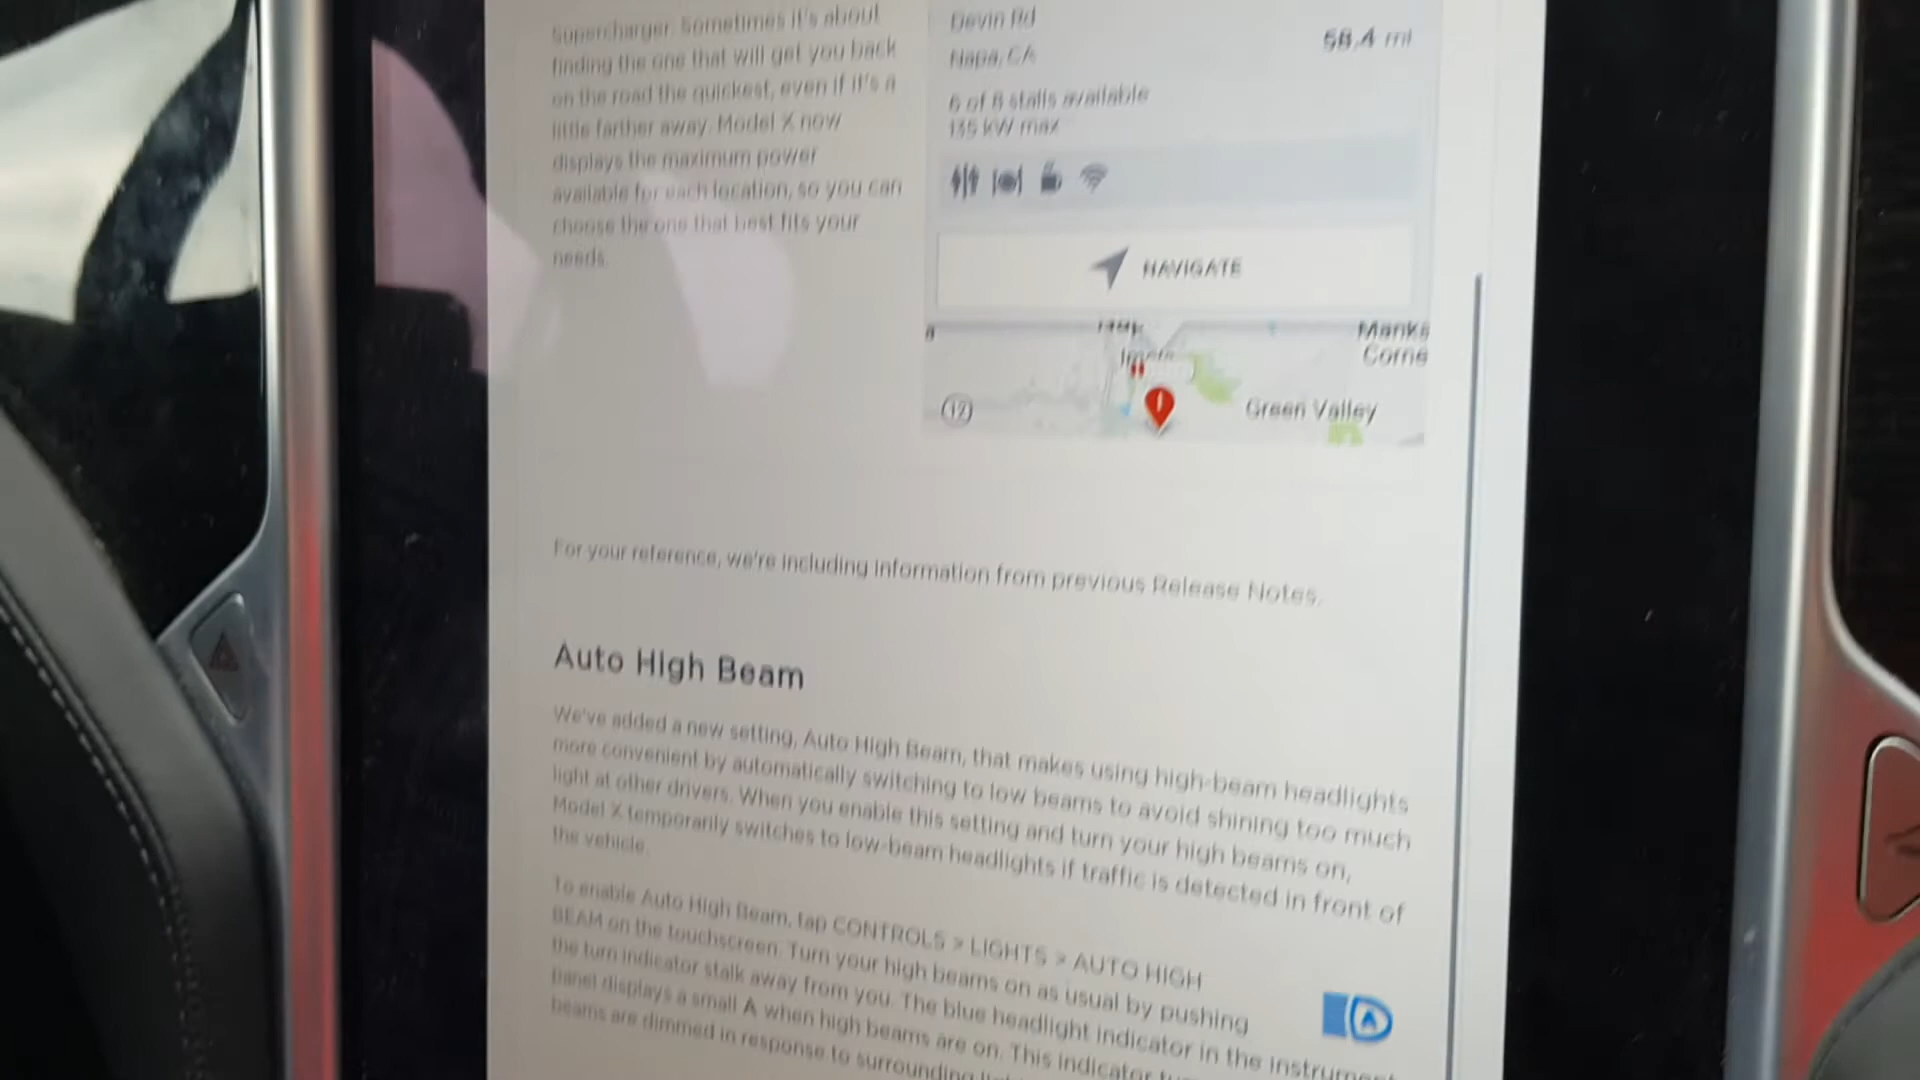 Supercharger. Sometimes it's about
finding the one that will get you back
on the road the quickest, even if it's a
little farther away. Model X now
displays the maximum power
available for each location, so you can
choose the one that best fits your
needs.
Devin Rd
58.4 mi
Napa, CA
6 of 8 stalls available
135 kW max
NAVIGATE
Manks
Corne
12
Green Valley
For your reference, we're including information from previous Release Notes.
Auto High Beam
We've added a new setting, Auto High Beam, that makes using high-beam headlights
more convenient by automatically switching to low beams to avoid shining too much
light at other drivers. When you enable this setting and turn your high beams on,
Model X temporarily switches to low-beam headlights if traffic is detected in front of
the vehicle.
To enable Auto High Beam, tap CONTROLS > LIGHTS > AUTO HIGH
BEAM on the touchscreen. Turn your high beams on as usual by pushing
the turn indicator stalk away from you. The blue headlight indicator in the instrument
panel displays a small A when high beams are on. This indicator
beams are dimmed in response to surrounding